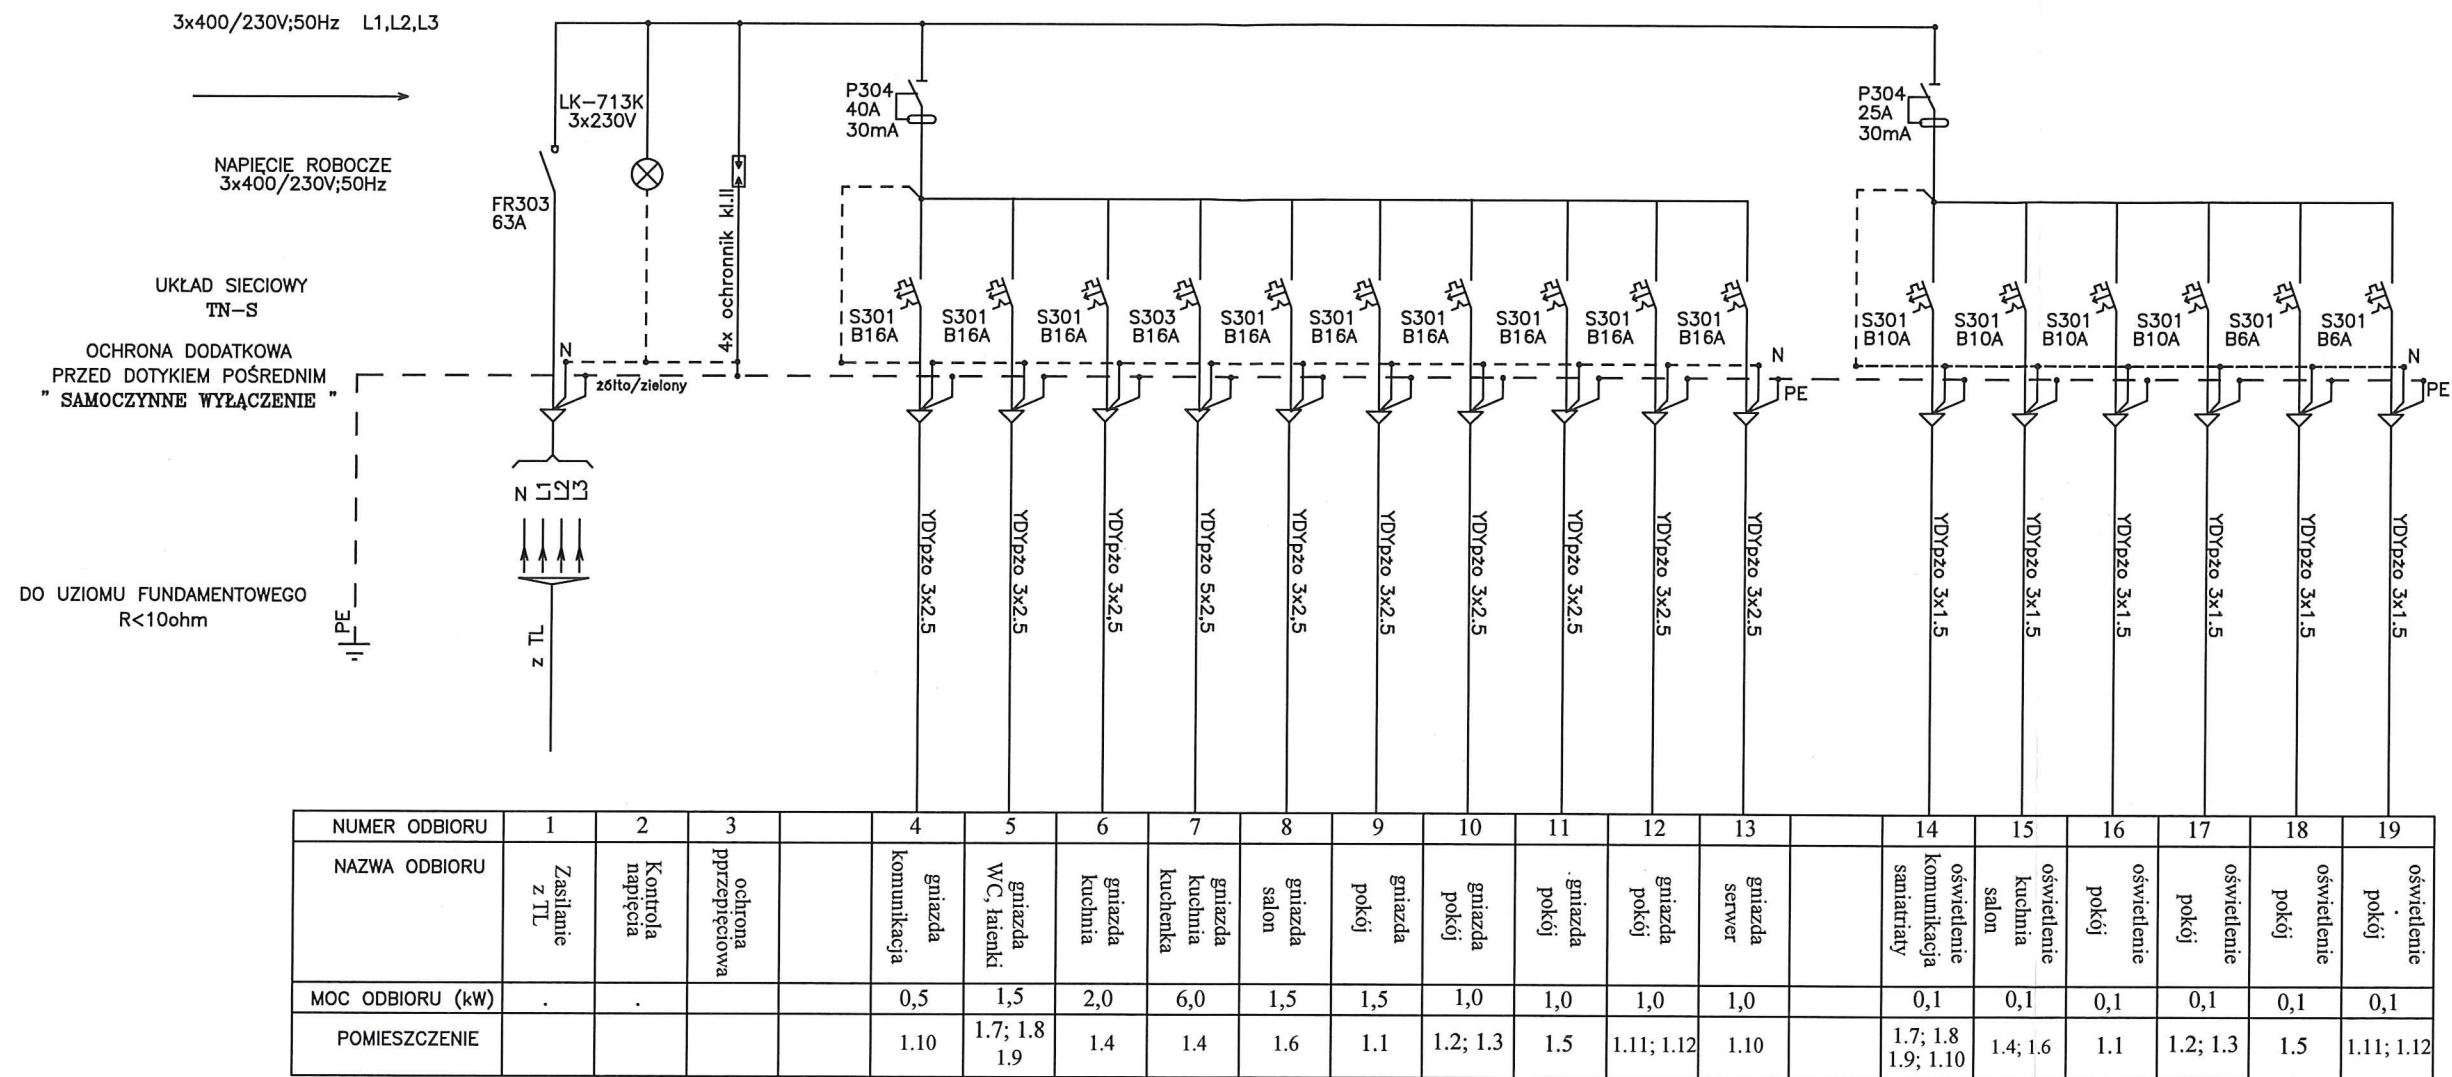 3x400/230V;50Hz L1,L2,L3
NAPIĘCIE ROBOCZE
3x400/230V;50Hz
UKŁAD SIECIOWY
TN-S
OCHRONA DODATKOWA
PRZED DOTYKIEM POŚREDNIM
" SAMOCZYNNE WYŁĄCZENIE "
DO UZIOMU FUNDAMENTOWEGO
R<10ohm
PE
FR303
63A
LK-713K
3x230V
4x ochronnik kl.II
N
żółto/zielony
N L1 L2 L3
z TL
P304
40A
30mA
S301
B16A
S301
B16A
S301
B16A
S303
B16A
S301
B16A
S301
B16A
S301
B16A
S301
B16A
S301
B16A
S301
B16A
N
PE
P304
25A
30mA
S301
B10A
S301
B10A
S301
B10A
S301
B10A
S301
B6A
S301
B6A
N
PE
YDYpżo 3x2.5
YDYpżo 3x2.5
YDYpżo 3x2,5
YDYpżo 5x2,5
YDYpżo 3x2,5
YDYpżo 3x2.5
YDYpżo 3x2.5
YDYpżo 3x2.5
YDYpżo 3x2.5
YDYpżo 3x2.5
YDYpżo 3x1.5
YDYpżo 3x1.5
YDYpżo 3x1.5
YDYpżo 3x1.5
YDYpżo 3x1.5
YDYpżo 3x1.5
NUMER ODBIORU 1 2 3 4 5 6 7 8 9 10 11 12 13 14 15 16 17 18 19
NAZWA ODBIORU
Zasilanie
z TL
Kontrola
napięcia
ochrona
pprzepięciowa
gniazda
komunikacja
gniazda
WC, łaienki
gniazda
kuchnia
gniazda
kuchnia
kuchenka
gniazda
salon
gniazda
pokój
gniazda
pokój
gniazda
pokój
gniazda
pokój
gniazda
serwer
oświetlenie
komunikacja
saniatriaty
oświetlenie
kuchnia
salon
oświetlenie
pokój
oświetlenie
pokój
oświetlenie
pokój
oświetlenie
pokój
MOC ODBIORU (kW) . . 0,5 1,5 2,0 6,0 1,5 1,5 1,0 1,0 1,0 1,0 0,1 0,1 0,1 0,1 0,1 0,1
POMIESZCZENIE
1.10
1.7; 1.8
1.9
1.4
1.4
1.6
1.1
1.2; 1.3
1.5
1.11; 1.12
1.10
1.7; 1.8
1.9; 1.10
1.4; 1.6
1.1
1.2; 1.3
1.5
1.11; 1.12